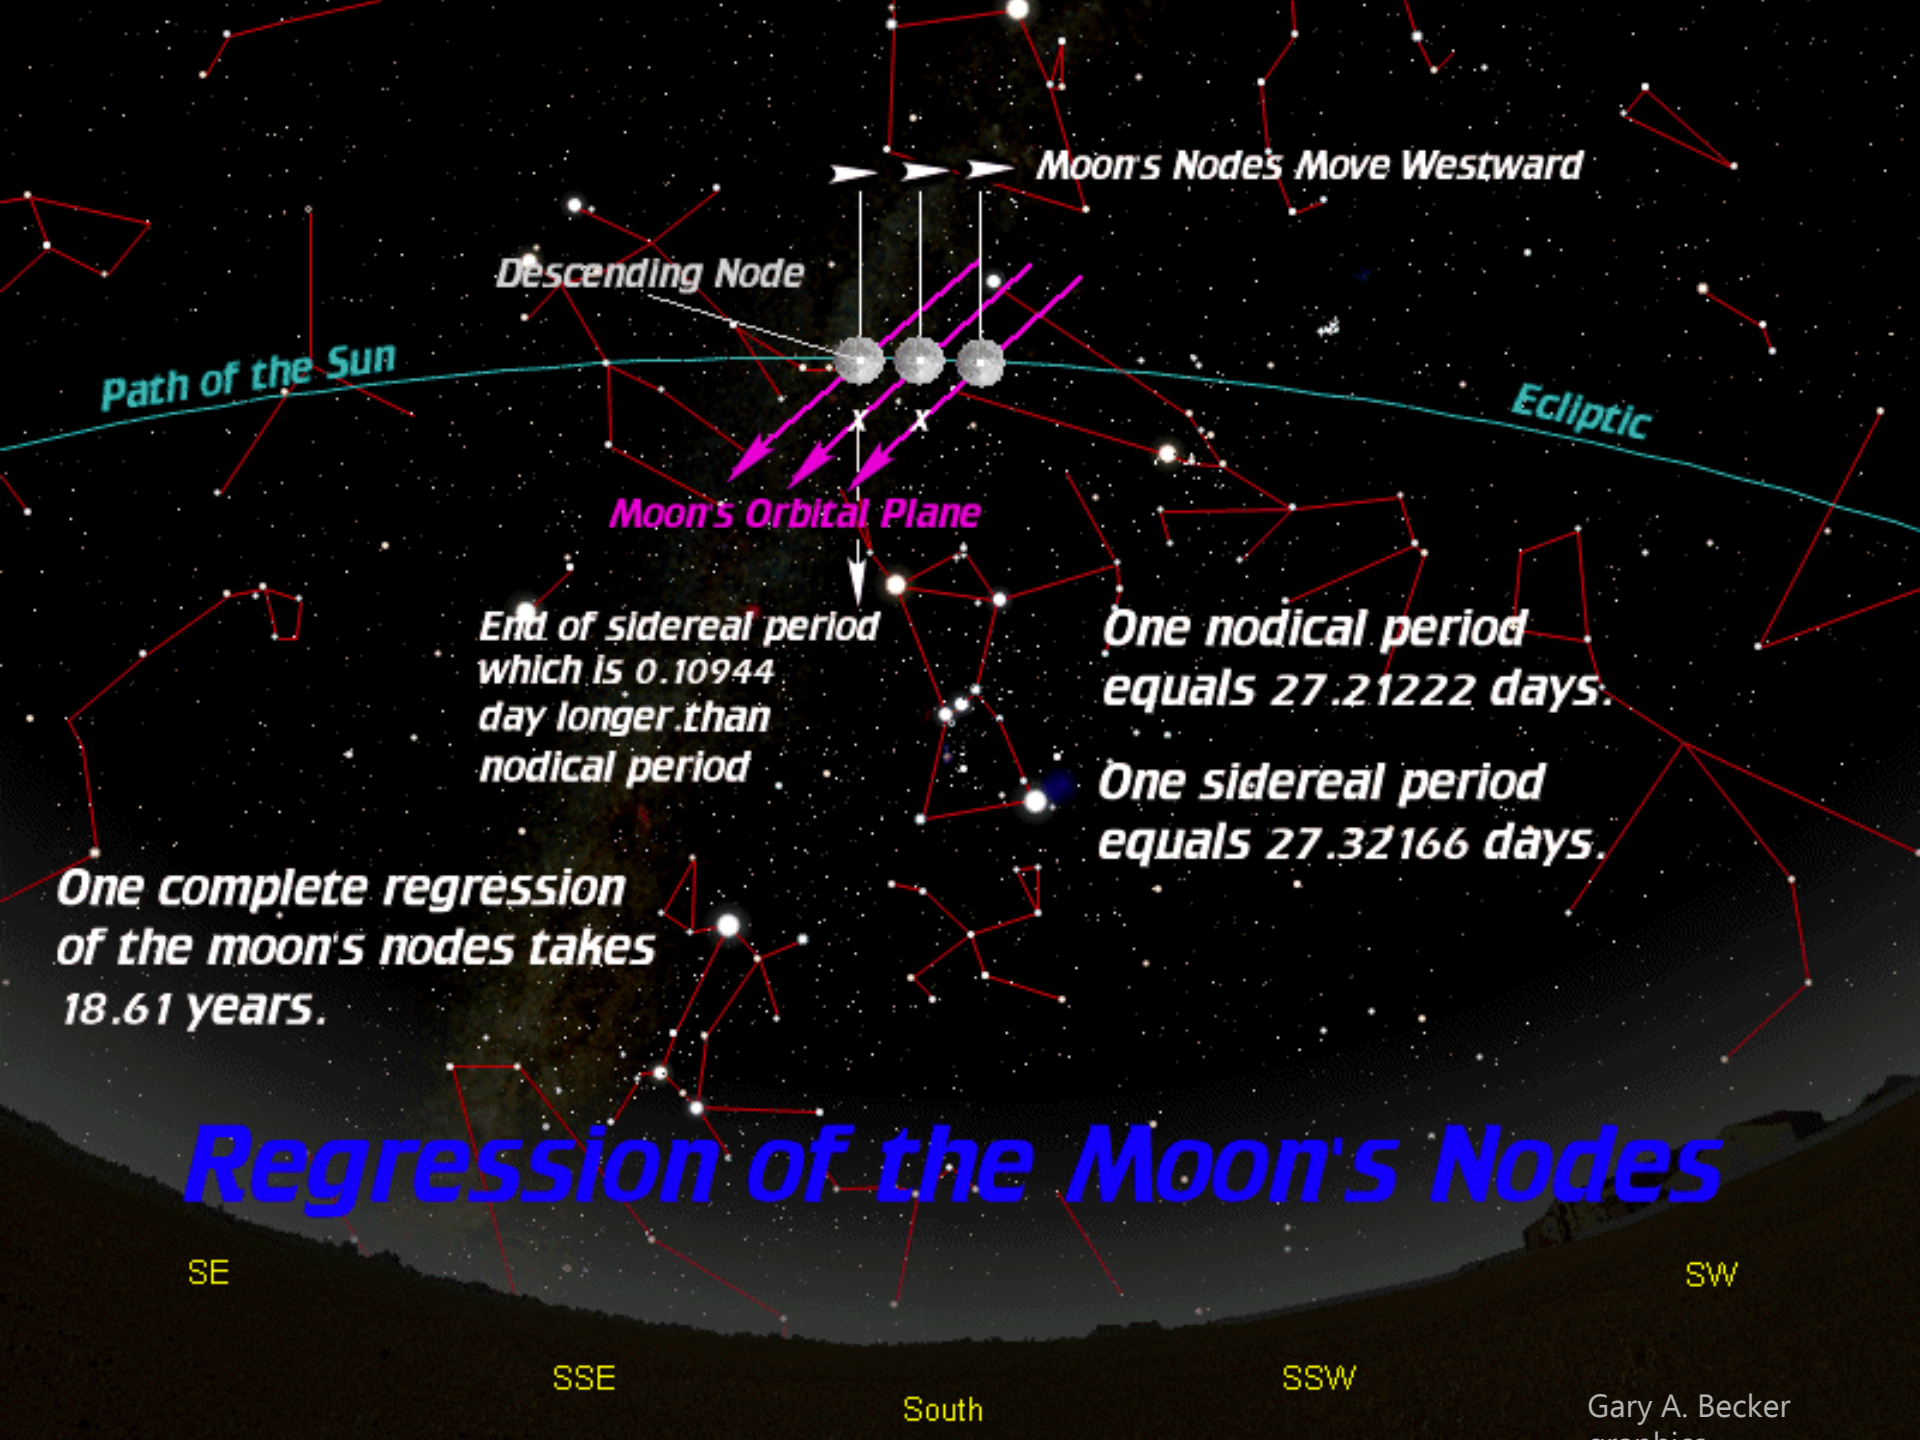 Moon's Nodes Move Westward
Descending Node
Path of the Sun
Ecliptic
x x
Moon's Orbital Plane
End of sidereal period
which is 0.10944
day longer than
nodical period
One nodical period
equals 27.21222 days.
One sidereal period
equals 27.32166 days.
One complete regression
of the moon's nodes takes
18.61 years.
Regression of the Moon's Nodes
SE
SW
SSE
SSW
South
Gary A. Becker